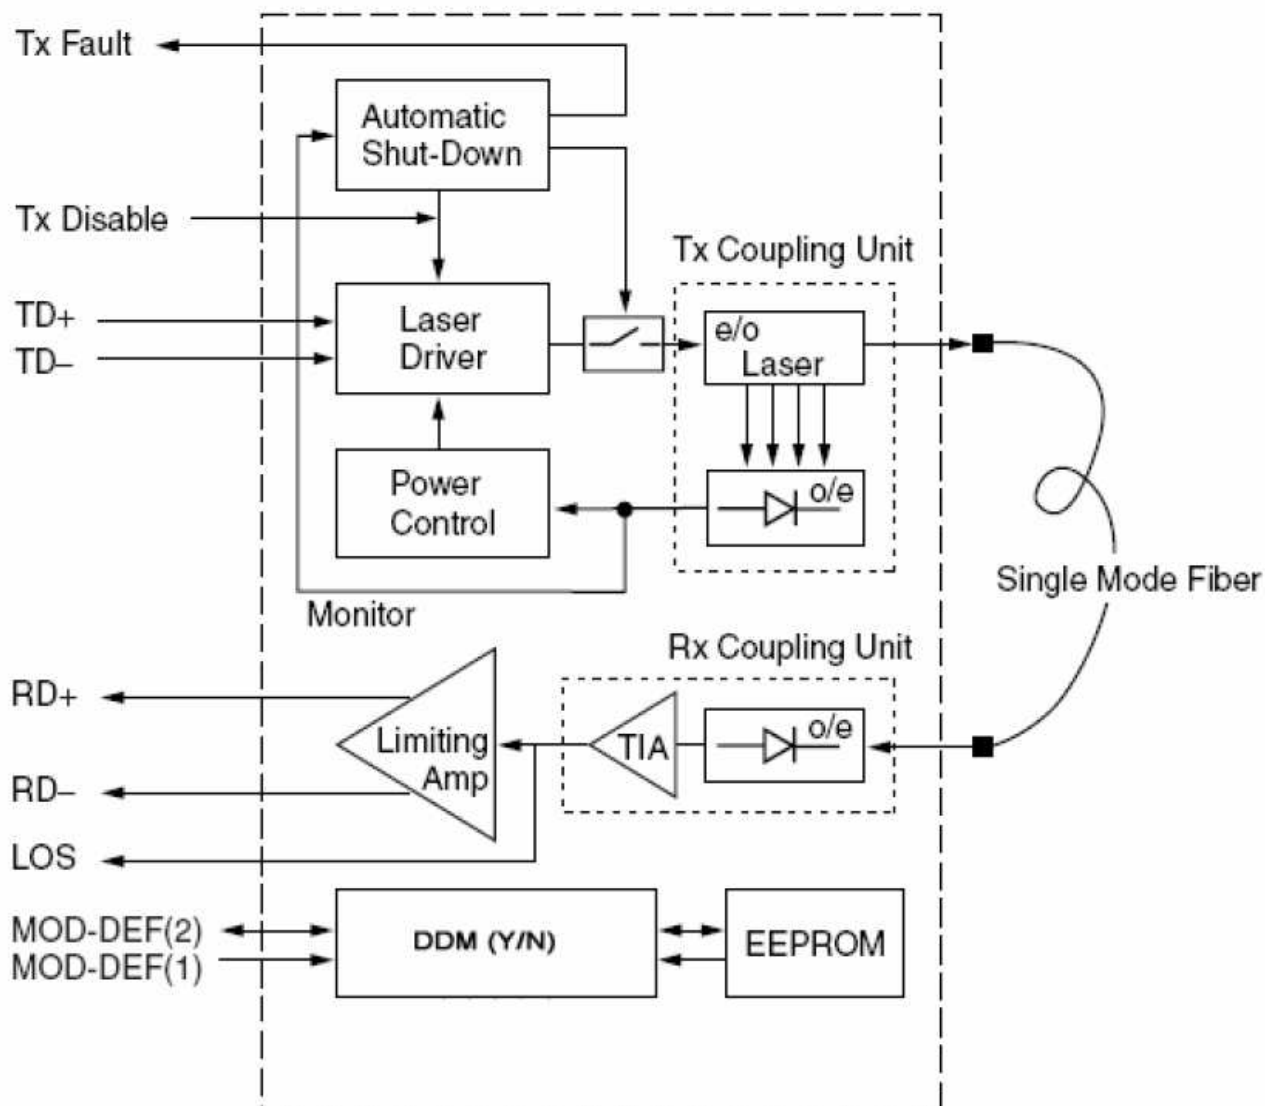 Tx Fault
Automatic
Shut-Down
Tx Disable
Tx Coupling Unit
TD+
TD–
Laser
Driver
e/o
Laser
Power
Control
o/e
Single Mode Fiber
Monitor
Rx Coupling Unit
RD+
RD–
Limiting
Amp
TIA
o/e
LOS
MOD-DEF(2)
MOD-DEF(1)
DDM (Y/N)
EEPROM